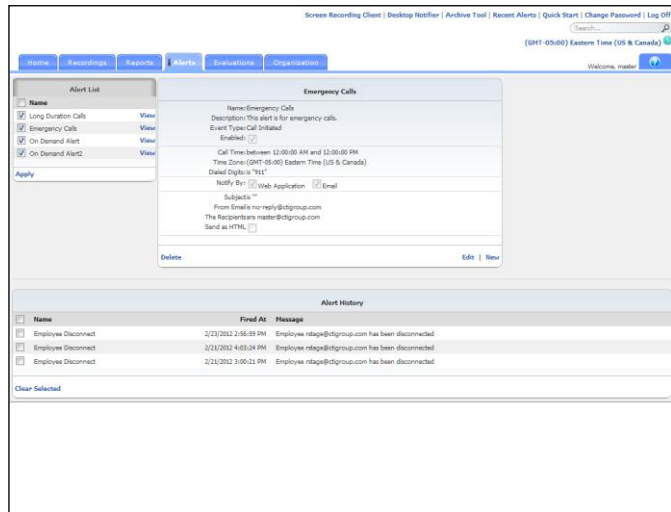 Screen Recording Client | Desktop Notifier | Archive Tool | Recent Alerts | Quick Start | Change Password | Log Off
Search...
(GMT-05:00) Eastern Time (US & Canada)
Home Recordings Reports Alerts Evaluations Organization
Welcome, master
Alert List
Name
Long Duration Calls View
Emergency Calls View
On Demand Alert View
On Demand Alert2 View
Apply
Emergency Calls
Name:Emergency Calls
Description:This alert is for emergency calls.
Event Type:Call Initiated
Enabled:
Call Time:between 12:00:00 AM and 12:00:00 PM
Time Zone:(GMT-05:00) Eastern Time (US & Canada)
Dialed Digits:is "911"
Notify By: Web Application Email
Subjectis ""
From Emailis no-reply@ctigroup.com
The Recipientsare master@ctigroup.com
Send as HTML
Delete Edit | New
Alert History
Name Fired At Message
Employee Disconnect 2/23/2012 2:56:59 PM Employee rstage@ctigroup.com has been disconnected
Employee Disconnect 2/21/2012 4:03:24 PM Employee rstage@ctigroup.com has been disconnected
Employee Disconnect 2/21/2012 3:00:21 PM Employee rstage@ctigroup.com has been disconnected
Clear Selected